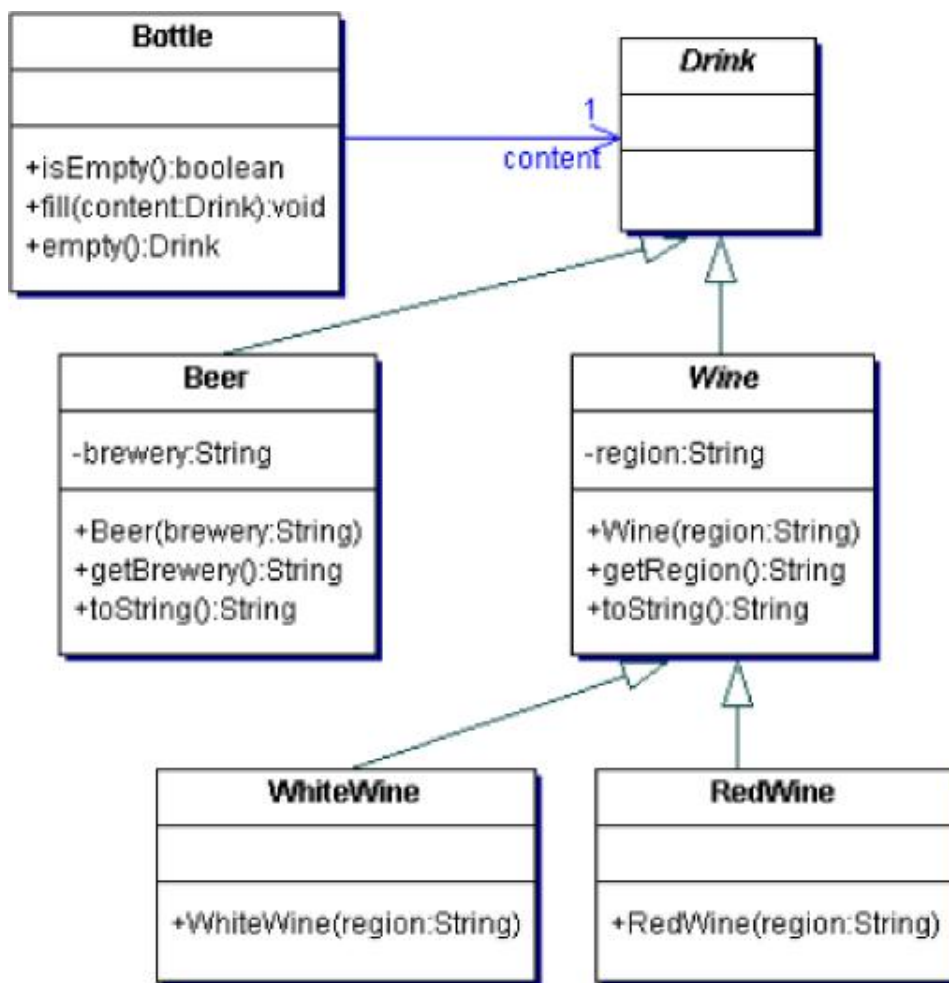 Bottle
+isEmpty():boolean
+fill(content:Drink):void
+empty():Drink
1
content
Drink
Beer
-brewery:String
+Beer(brewery:String)
+getBrewery():String
+toString():String
Wine
-region:String
+Wine(region:String)
+getRegion():String
+toString():String
WhiteWine
+WhiteWine(region:String)
RedWine
+RedWine(region:String)